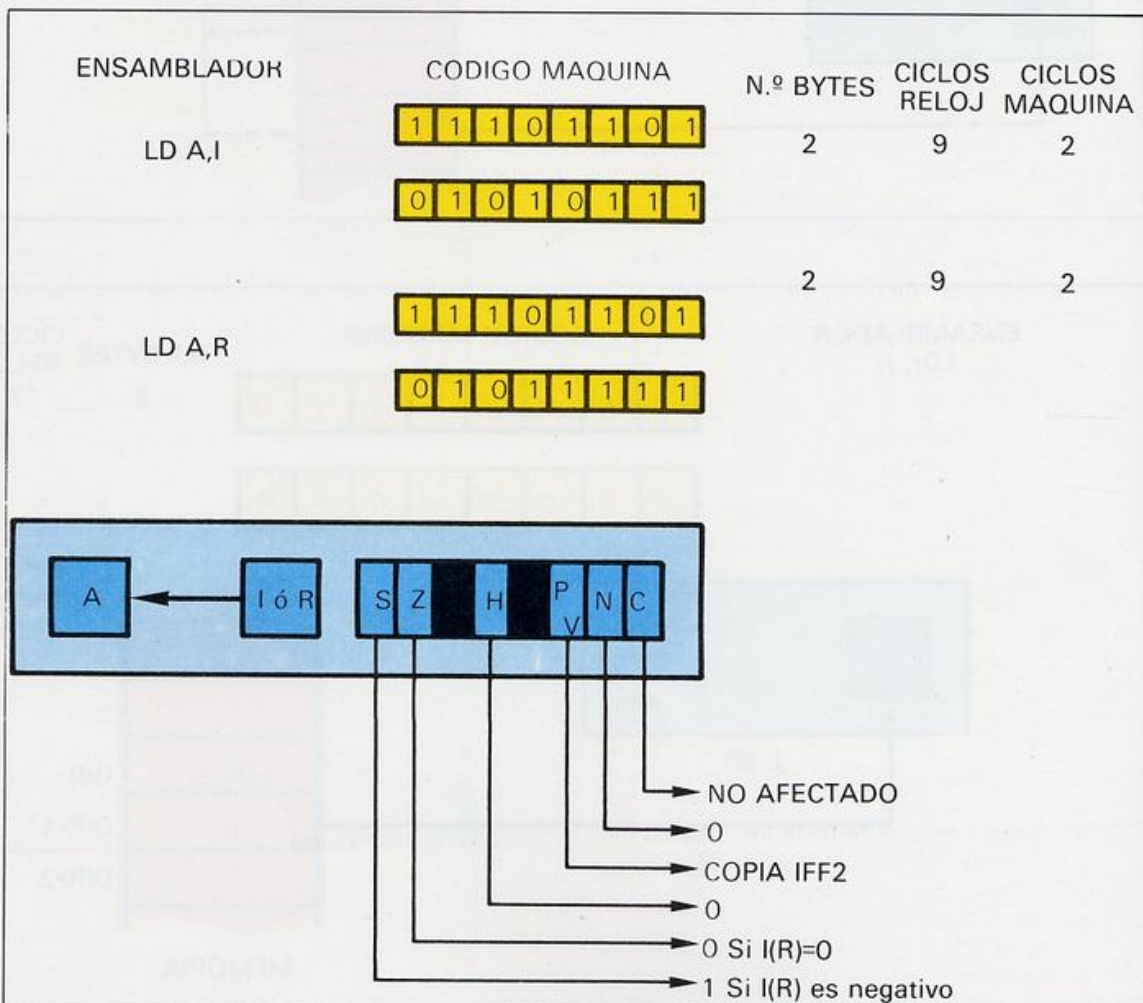 ENSAMBLADOR CODIGO MAQUINA N.º BYTES CICLOS RELOJ CICLOS MAQUINA
LD A,I 1 1 1 0 1 1 0 1 2 9 2
0 1 0 1 0 1 1 1
2 9 2
LD A,R 1 1 1 0 1 1 0 1
0 1 0 1 1 1 1 1
A I ó R S Z H P V N C
NO AFECTADO
0
COPIA IFF2
0
0 Si I(R)=0
1 Si I(R) es negativo